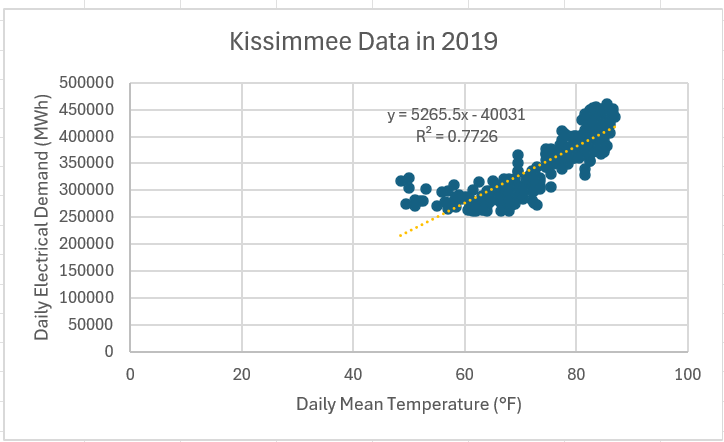 Kissimmee Data in 2019
y = 5265.5x - 40031
R² = 0.7726
Daily Electrical Demand (MWh)
500000
450000
400000
350000
300000
250000
200000
150000
100000
50000
0
0 20 40 60 80 100
Daily Mean Temperature (°F)